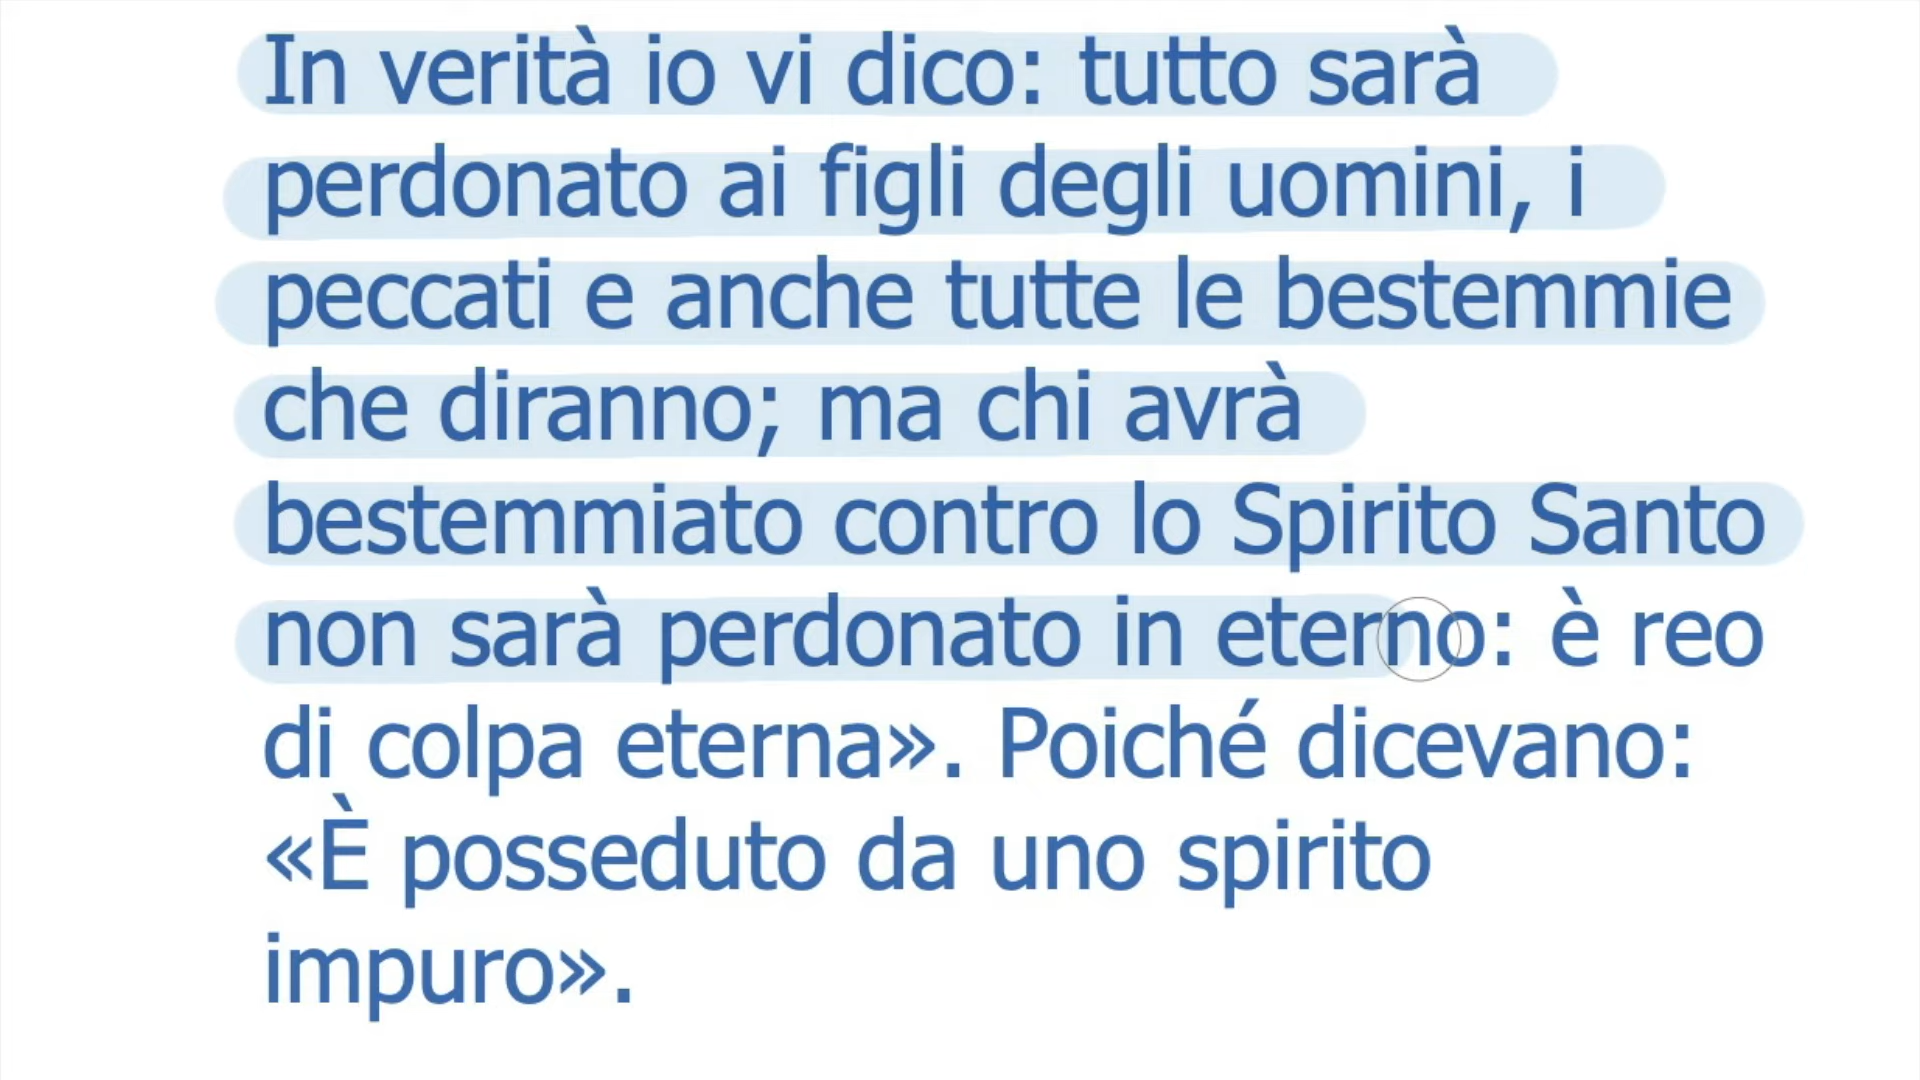 In verità io vi dico: tutto sarà
perdonato ai figli degli uomini, i
peccati e anche tutte le bestemmie
che diranno; ma chi avrà
bestemmiato contro lo Spirito Santo
non sarà perdonato in eterno: è reo
di colpa eterna». Poiché dicevano:
«È posseduto da uno spirito
impuro».